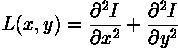 L(x, y) = ∂²I/∂x² + ∂²I/∂y²